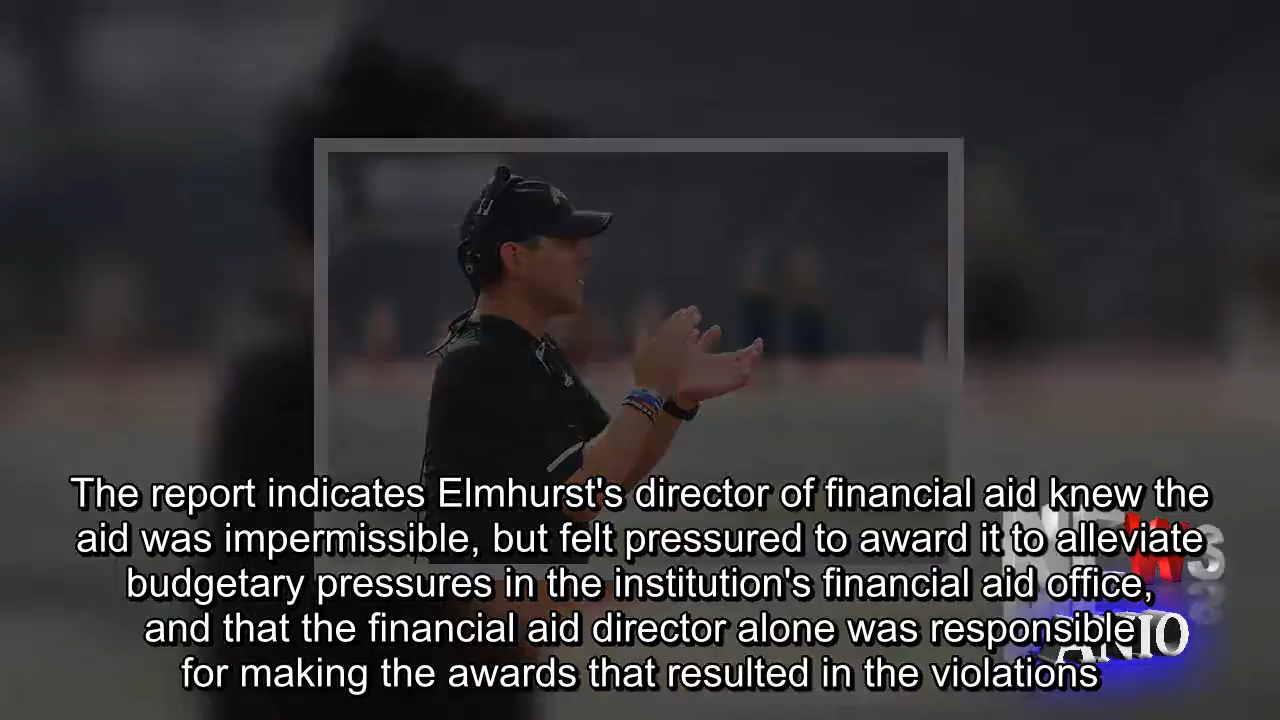 The report indicates Elmhurst's director of financial aid knew the
aid was impermissible, but felt pressured to award it to alleviate
budgetary pressures in the institution's financial aid office,
and that the financial aid director alone was responsible
for making the awards that resulted in the violations